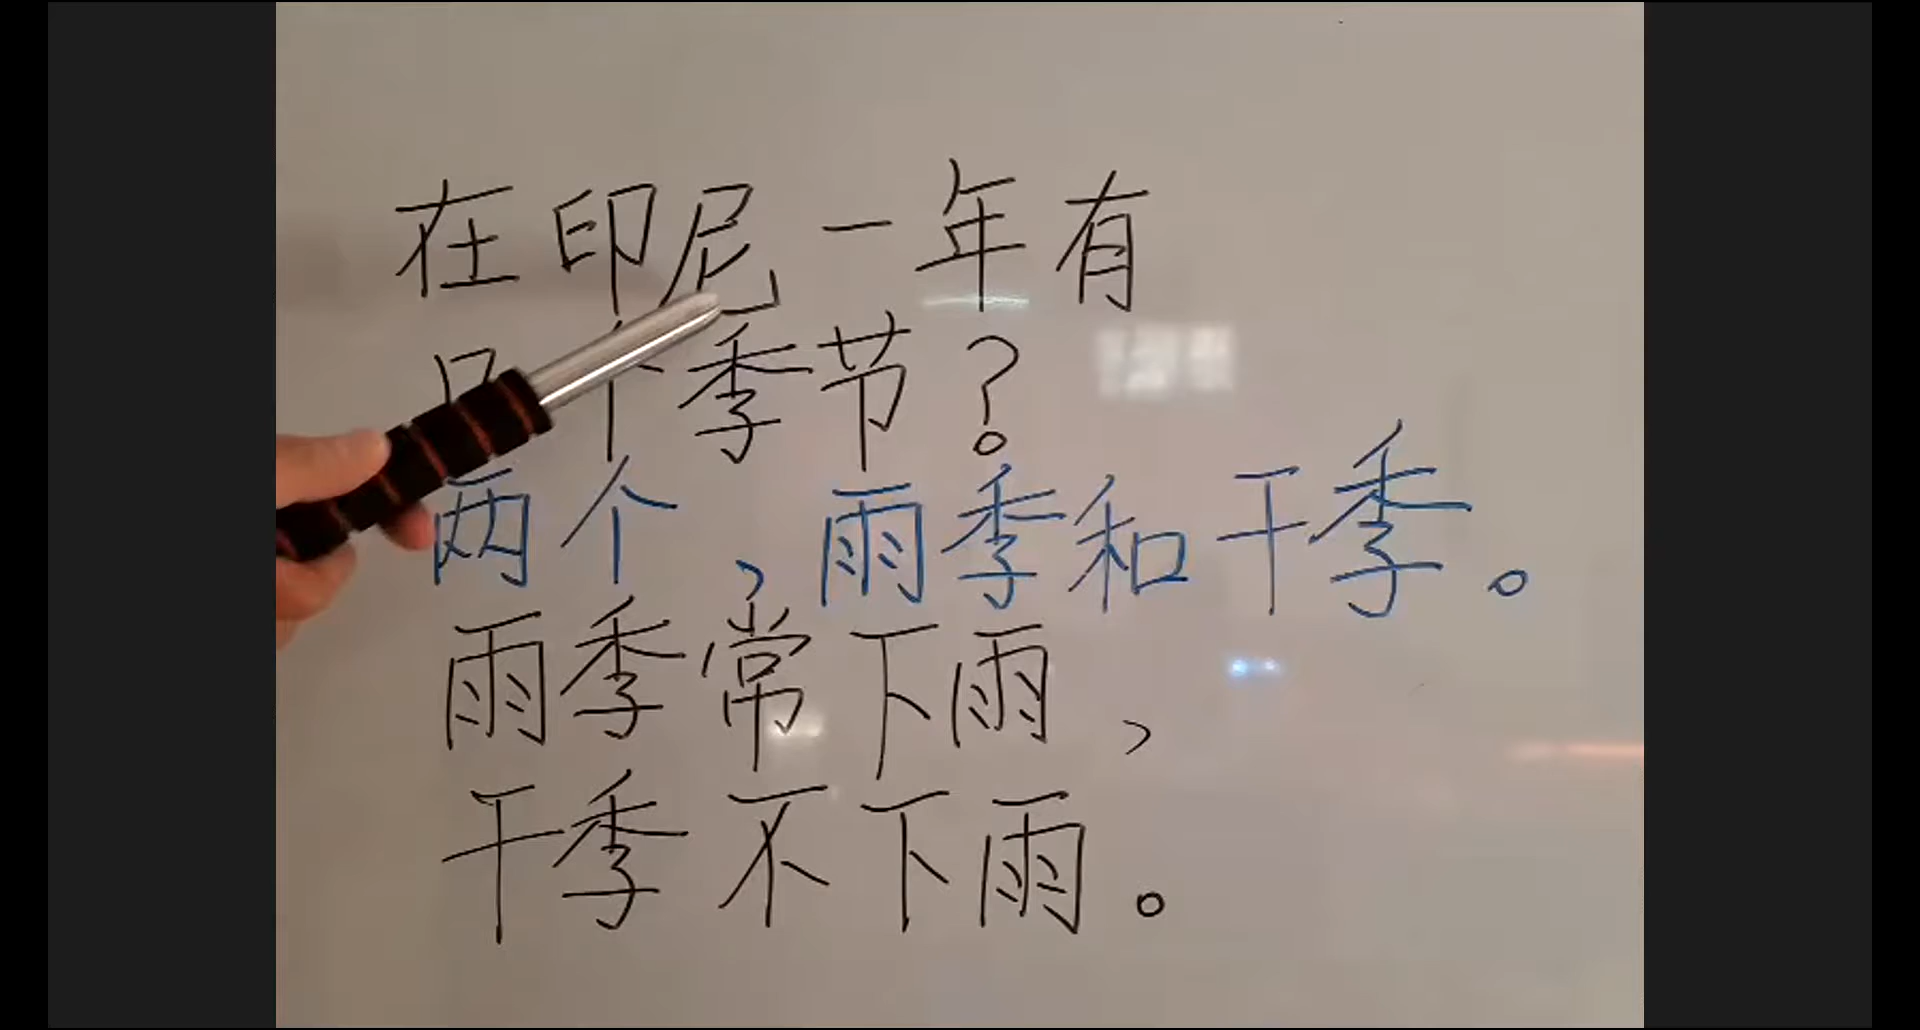 在印尼一年有
个季节？
两个，雨季和干季。
雨季常下雨，
干季不下雨。